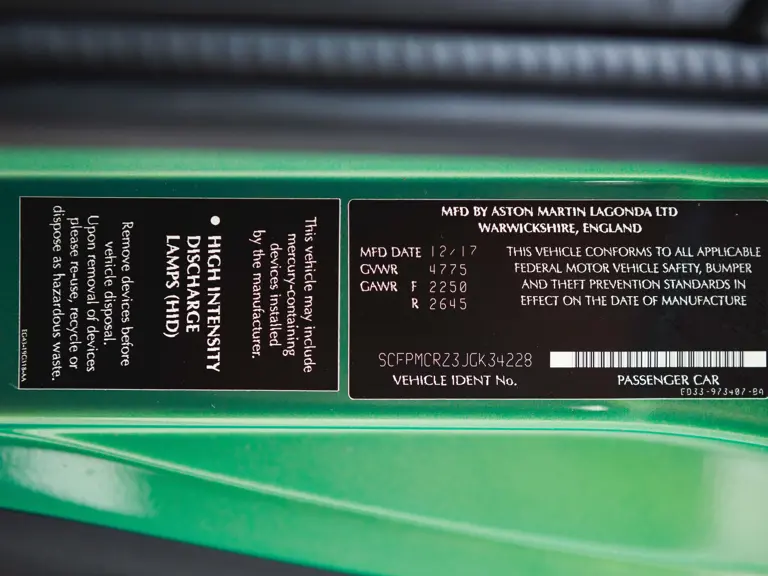 This vehicle may include
mercury-containing
devices installed
by the manufacturer.
• HIGH INTENSITY
DISCHARGE
LAMPS (HID)
Remove devices before
vehicle disposal.
Upon removal of devices
please re-use, recycle or
dispose as hazardous waste.
MFD BY ASTON MARTIN LAGONDA LTD
WARWICKSHIRE, ENGLAND
MFD DATE 12/17
GVWR 4775
GAWR F 2250
R 2645
THIS VEHICLE CONFORMS TO ALL APPLICABLE
FEDERAL MOTOR VEHICLE SAFETY, BUMPER
AND THEFT PREVENTION STANDARDS IN
EFFECT ON THE DATE OF MANUFACTURE
SCFPMCRZ3JGK34228
VEHICLE IDENT No.
PASSENGER CAR
ED33-973407-BA